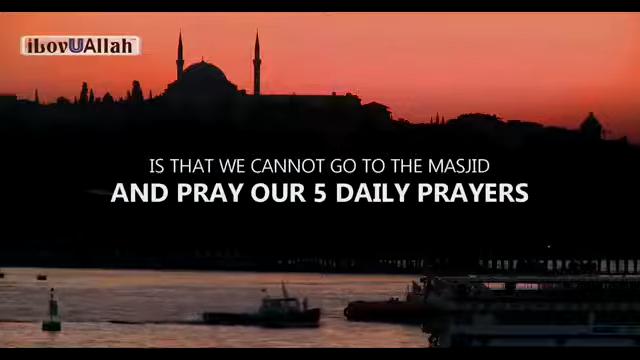 iLovUAllah
IS THAT WE CANNOT GO TO THE MASJID
AND PRAY OUR 5 DAILY PRAYERS